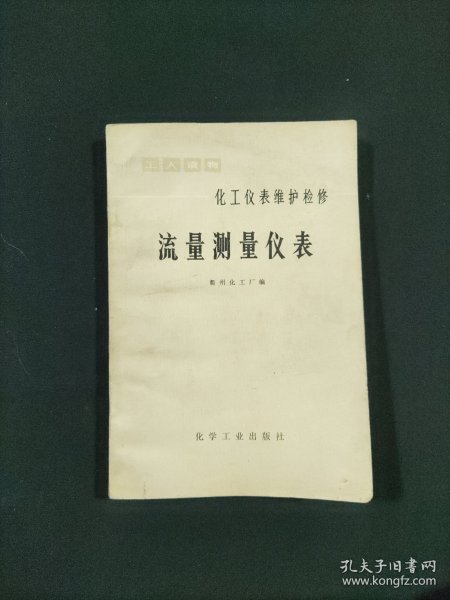 工人读物
化工仪表维护检修
流量测量仪表
衢州化工厂编
化学工业出版社
孔夫子旧书网
www.kongfz.com